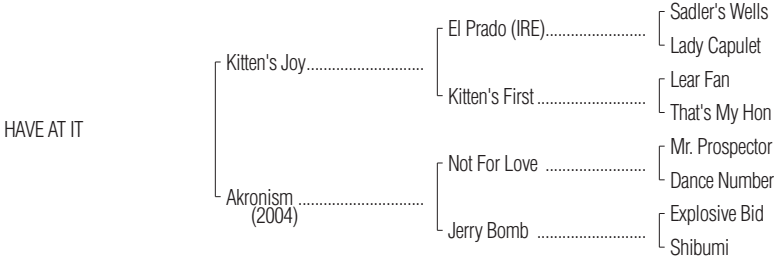 Sadler's Wells
El Prado (IRE)..........................
Lady Capulet
Kitten's Joy..............................
Lear Fan
Kitten's First ............................
That's My Hon
HAVE AT IT
Mr. Prospector
Not For Love ..........................
Dance Number
Akronism ................................
(2004)
Explosive Bid
Jerry Bomb ............................
Shibumi